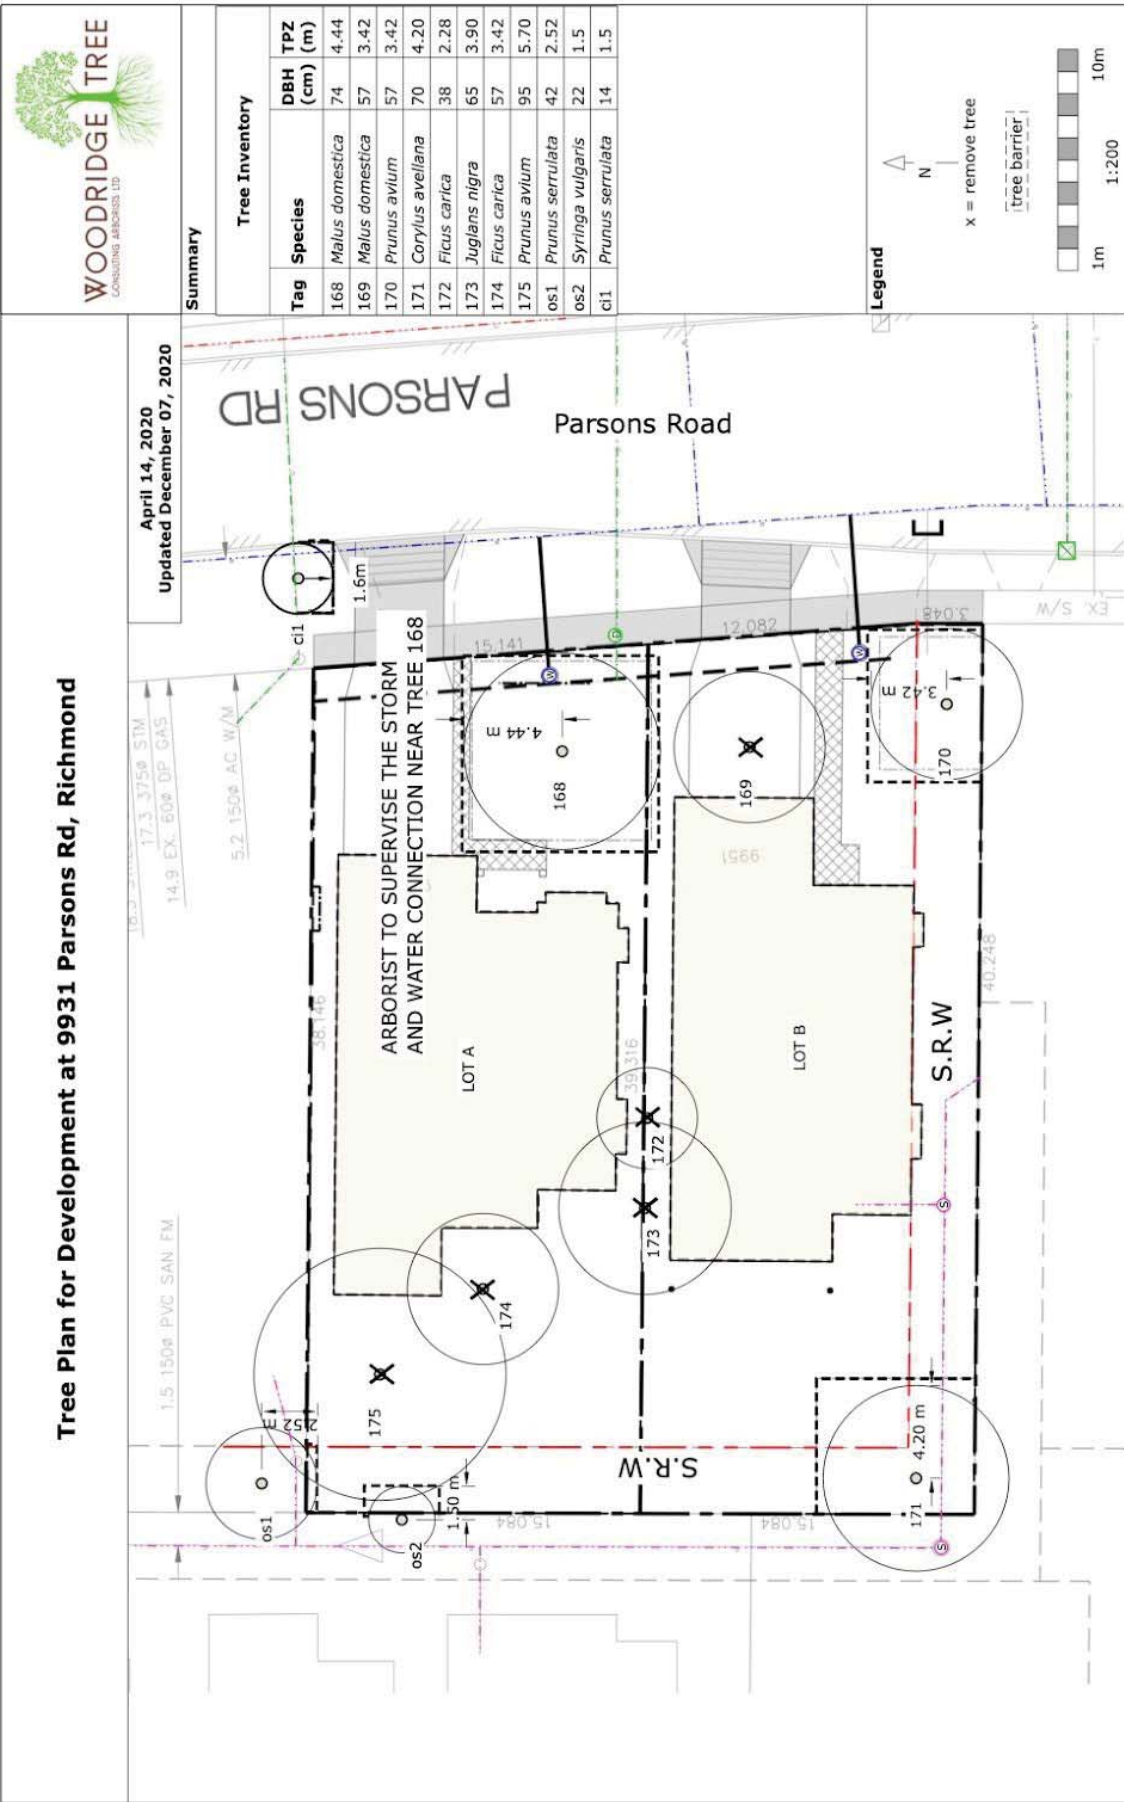 Tree Plan for Development at 9931 Parsons Rd, Richmond
WOODRIDGE TREE
CONSULTING ARBORISTS LTD
April 14, 2020
Updated December 07, 2020
Summary
Tree Inventory
Tag Species DBH (cm) TPZ (m)
168 Malus domestica 74 4.44
169 Malus domestica 57 3.42
170 Prunus avium 57 3.42
171 Corylus avellana 70 4.20
172 Ficus carica 38 2.28
173 Juglans nigra 65 3.90
174 Ficus carica 57 3.42
175 Prunus avium 95 5.70
os1 Prunus serrulata 42 2.52
os2 Syringa vulgaris 22 1.5
ci1 Prunus serrulata 14 1.5
Legend
N
x = remove tree
tree barrier
1m 10m
1:200
1.5 150ø PVC SAN FM
17.3 375ø STM
14.9 EX. 60ø DP GAS
5.2 150ø AC W/M
PARSONS RD
Parsons Road
ci1
1.6m
os1
2.52 m
38.146
175
174
ARBORIST TO SUPERVISE THE STORM
AND WATER CONNECTION NEAR TREE 168
LOT A
os2
1.50 m
15.084
15.141
4.44 m
168
173
172
39.316
S.R.W
15.084
169
9951
LOT B
12.082
171
4.20 m
S.R.W
40.248
170
3.42 m
3.048
EX. S/W
W
W
S
S